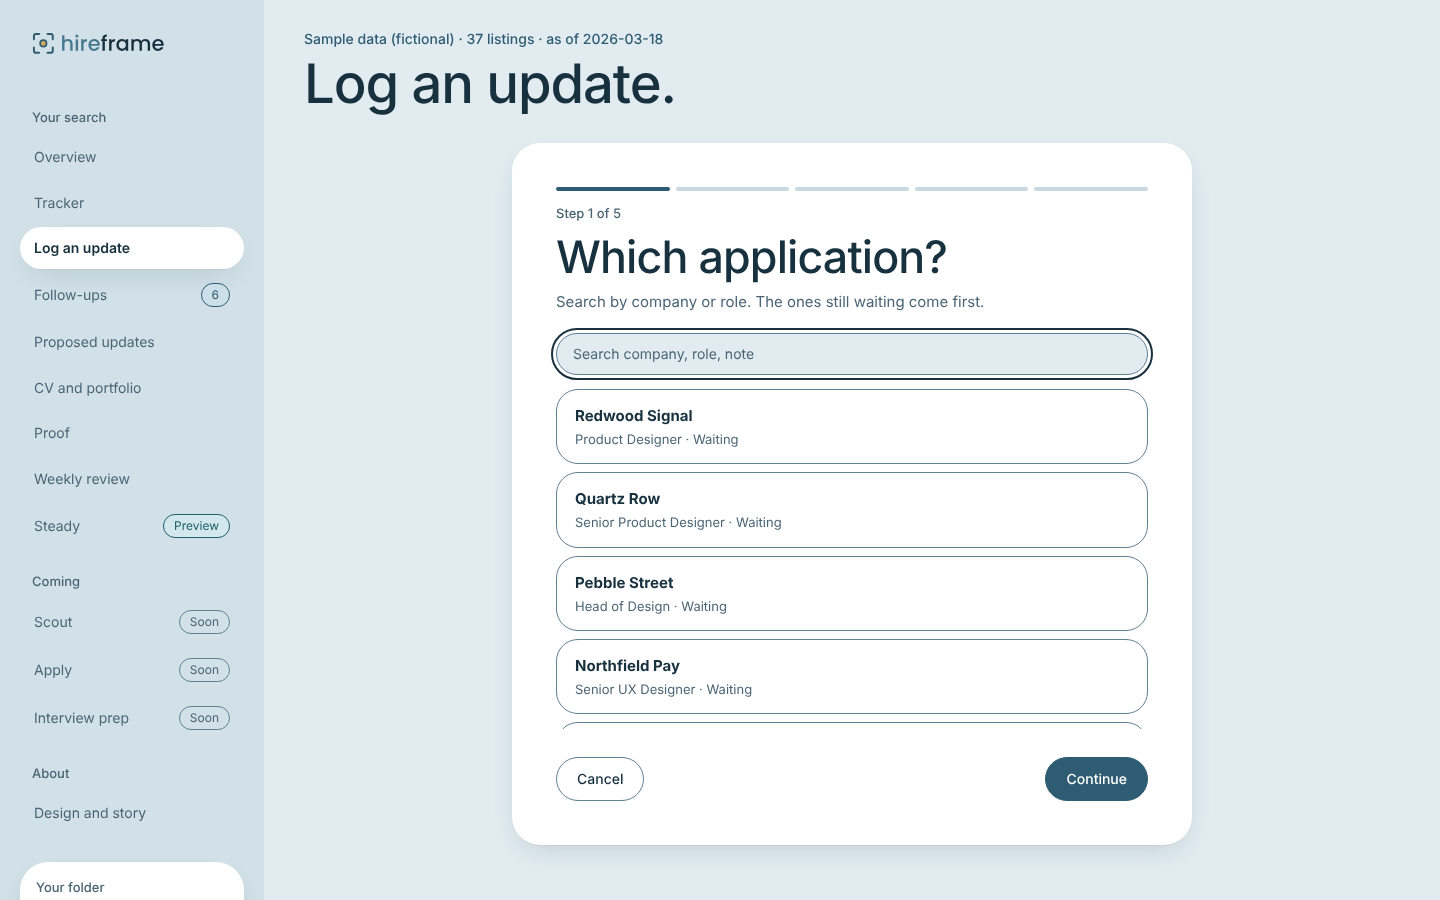 hireframe
Your search
Overview
Tracker
Log an update
Follow-ups 6
Proposed updates
CV and portfolio
Proof
Weekly review
Steady Preview
Coming
Scout Soon
Apply Soon
Interview prep Soon
About
Design and story
Your folder
Sample data (fictional) · 37 listings · as of 2026-03-18
Log an update.
Step 1 of 5
Which application?
Search by company or role. The ones still waiting come first.
Search company, role, note
Redwood Signal
Product Designer · Waiting
Quartz Row
Senior Product Designer · Waiting
Pebble Street
Head of Design · Waiting
Northfield Pay
Senior UX Designer · Waiting
Cancel Continue